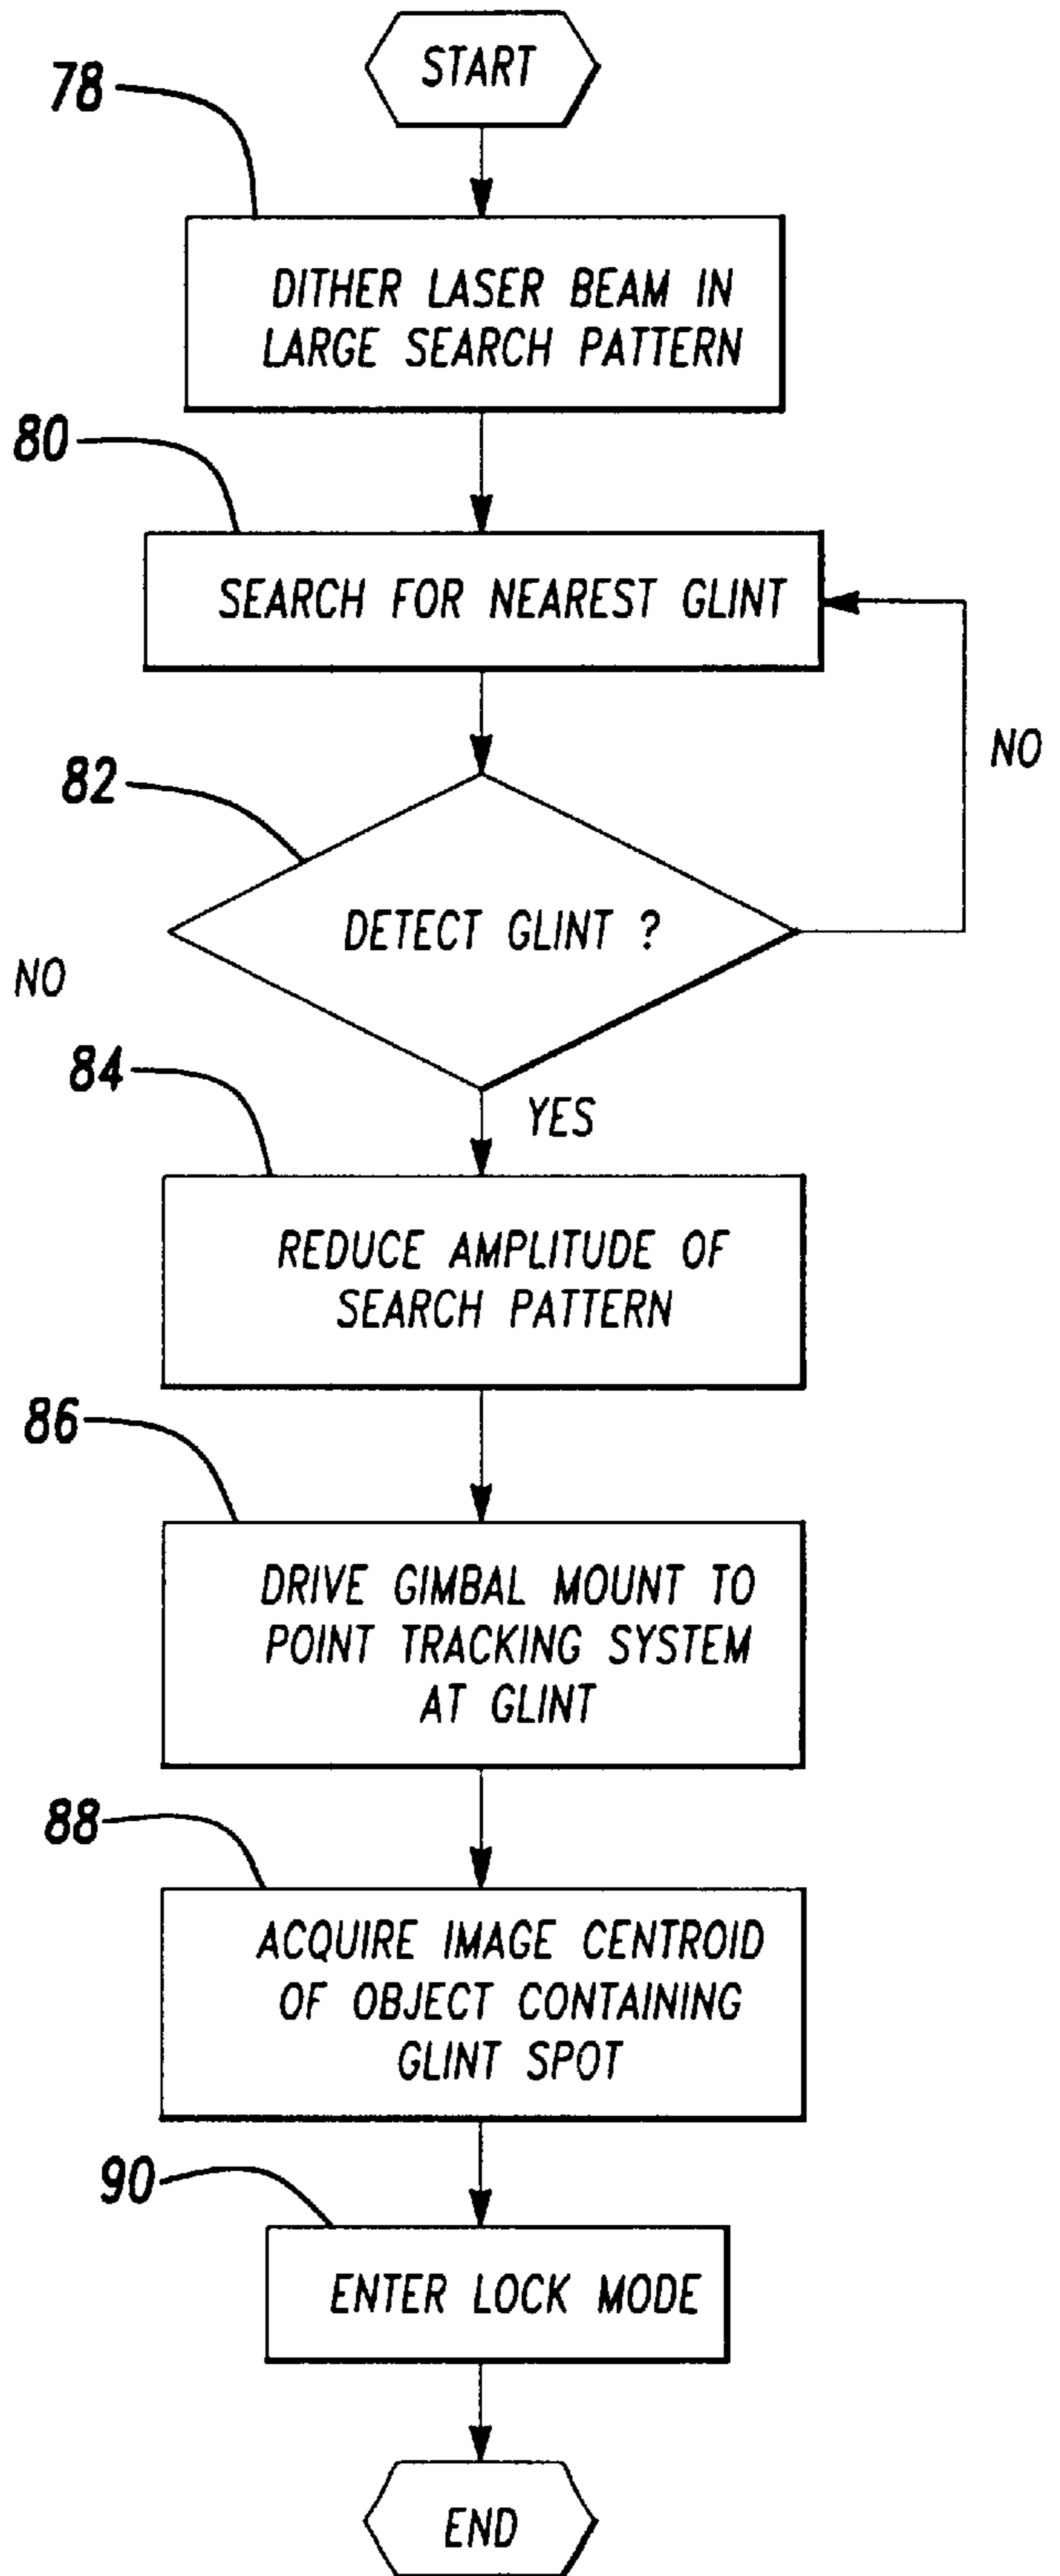 START
78
DITHER LASER BEAM IN
LARGE SEARCH PATTERN
80
SEARCH FOR NEAREST GLINT
NO
82
DETECT GLINT ?
NO
84
YES
REDUCE AMPLITUDE OF
SEARCH PATTERN
86
DRIVE GIMBAL MOUNT TO
POINT TRACKING SYSTEM
AT GLINT
88
ACQUIRE IMAGE CENTROID
OF OBJECT CONTAINING
GLINT SPOT
90
ENTER LOCK MODE
END